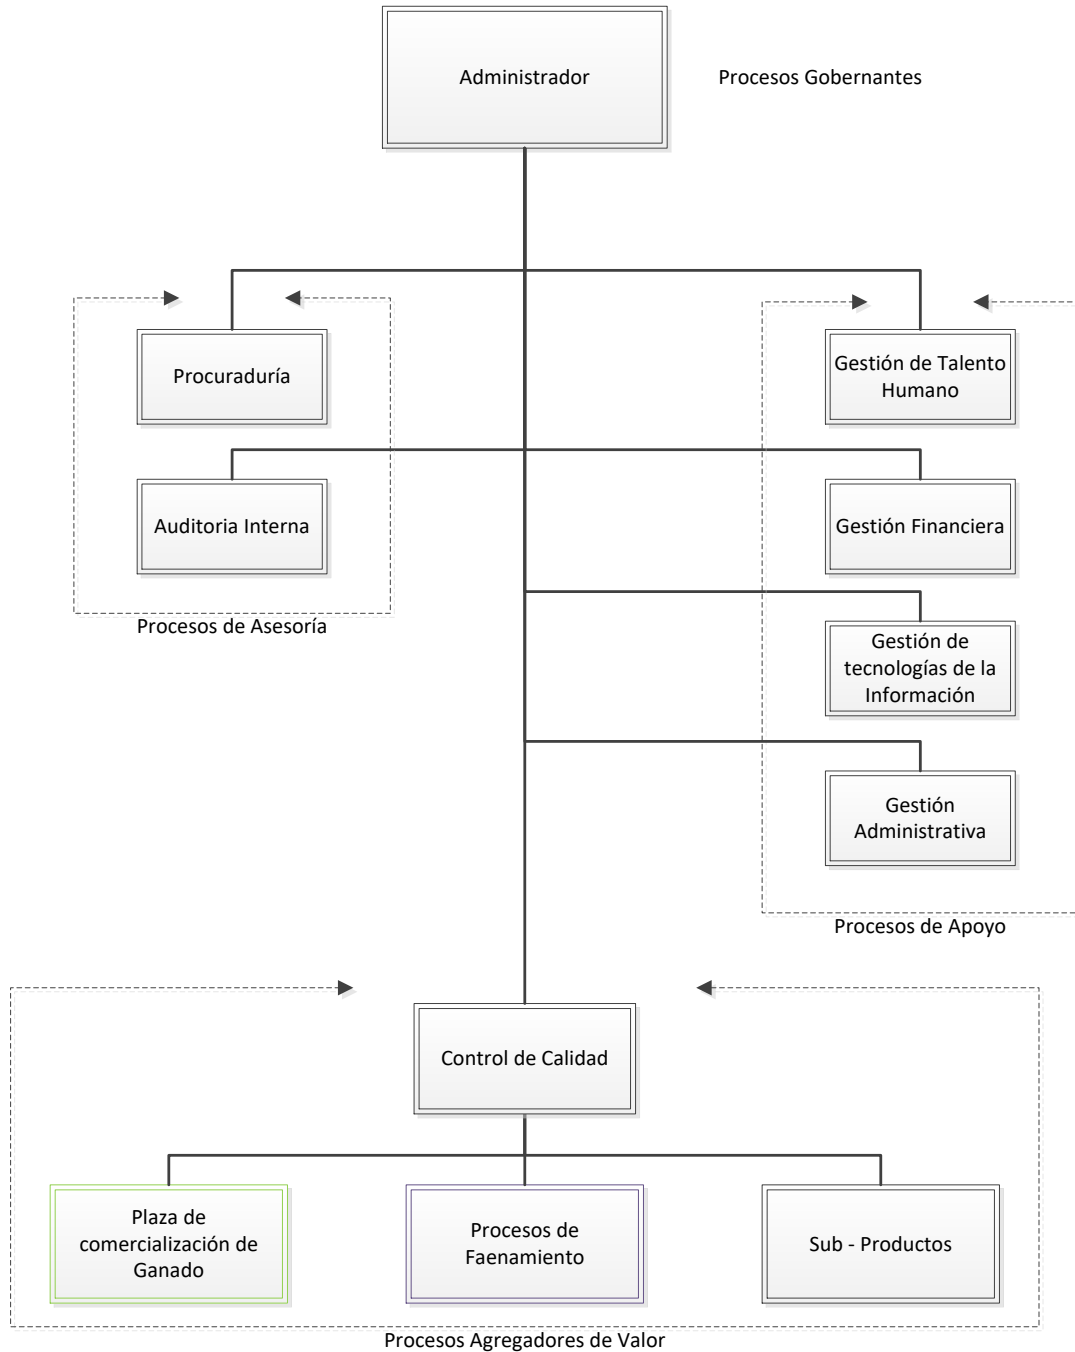 Administrador
Procesos Gobernantes
Procuraduría
Gestión de Talento
Humano
Auditoria Interna
Gestión Financiera
Procesos de Asesoría
Gestión de
tecnologías de la
Información
Gestión
Administrativa
Procesos de Apoyo
Control de Calidad
Plaza de
comercialización de
Ganado
Procesos de
Faenamiento
Sub - Productos
Procesos Agregadores de Valor